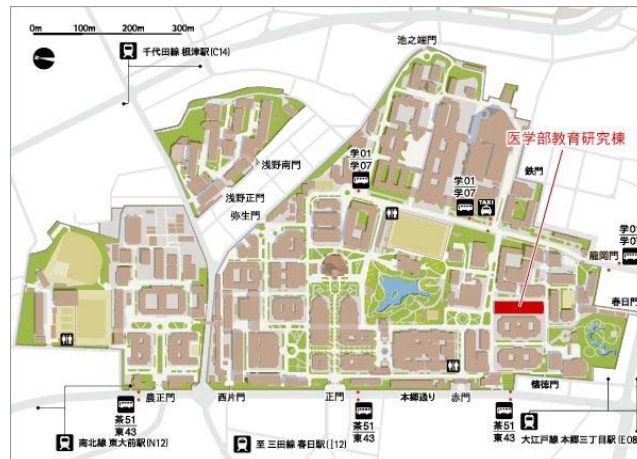 0m 100m 200m 300m
千代田線 根津駅(C14)
池之端門
医学部教育研究棟
学01
学07
学01
学07
TAXI
鉄門
浅野南門
浅野正門
弥生門
龍岡門
学0
学0
春日門
農正門
西片門
正門
本郷通り
赤門
懐徳門
茶51
東43
茶51
東43
茶51
東43
南北線 東大前駅(N12)
至 三田線 春日駅(I12)
大江戸線 本郷三丁目駅(E08